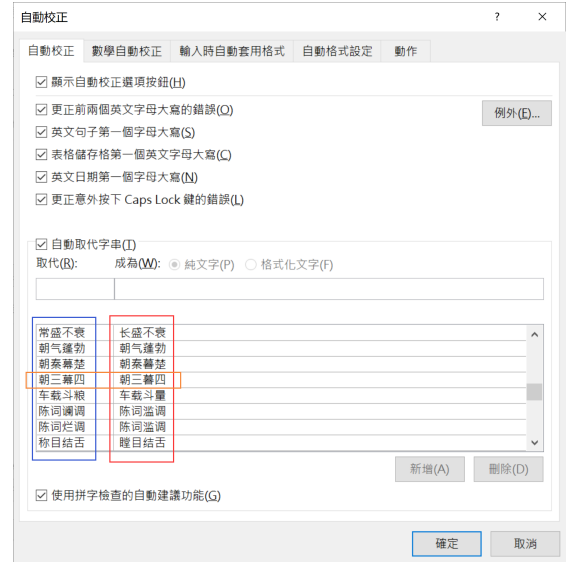 自動校正
自動校正 數學自動校正 輸入時自動套用格式 自動格式設定 動作
顯示自動校正選項按鈕(H)
更正前兩個英文字母大寫的錯誤(O)
例外(E)...
英文句子第一個字母大寫(S)
表格儲存格第一個英文字母大寫(C)
英文日期第一個字母大寫(N)
更正意外按下 Caps Lock 鍵的錯誤(L)
自動取代字串(T)
取代(R): 成為(W): 純文字(P) 格式化文字(F)
常盛不衰 长盛不衰
朝气篷勃 朝气蓬勃
朝秦幕楚 朝秦暮楚
朝三幕四 朝三暮四
车载斗粮 车载斗量
陈词谰调 陈词滥调
陈词烂调 陈词滥调
称目结舌 瞠目结舌
新增(A) 刪除(D)
使用拼字檢查的自動建議功能(G)
確定 取消